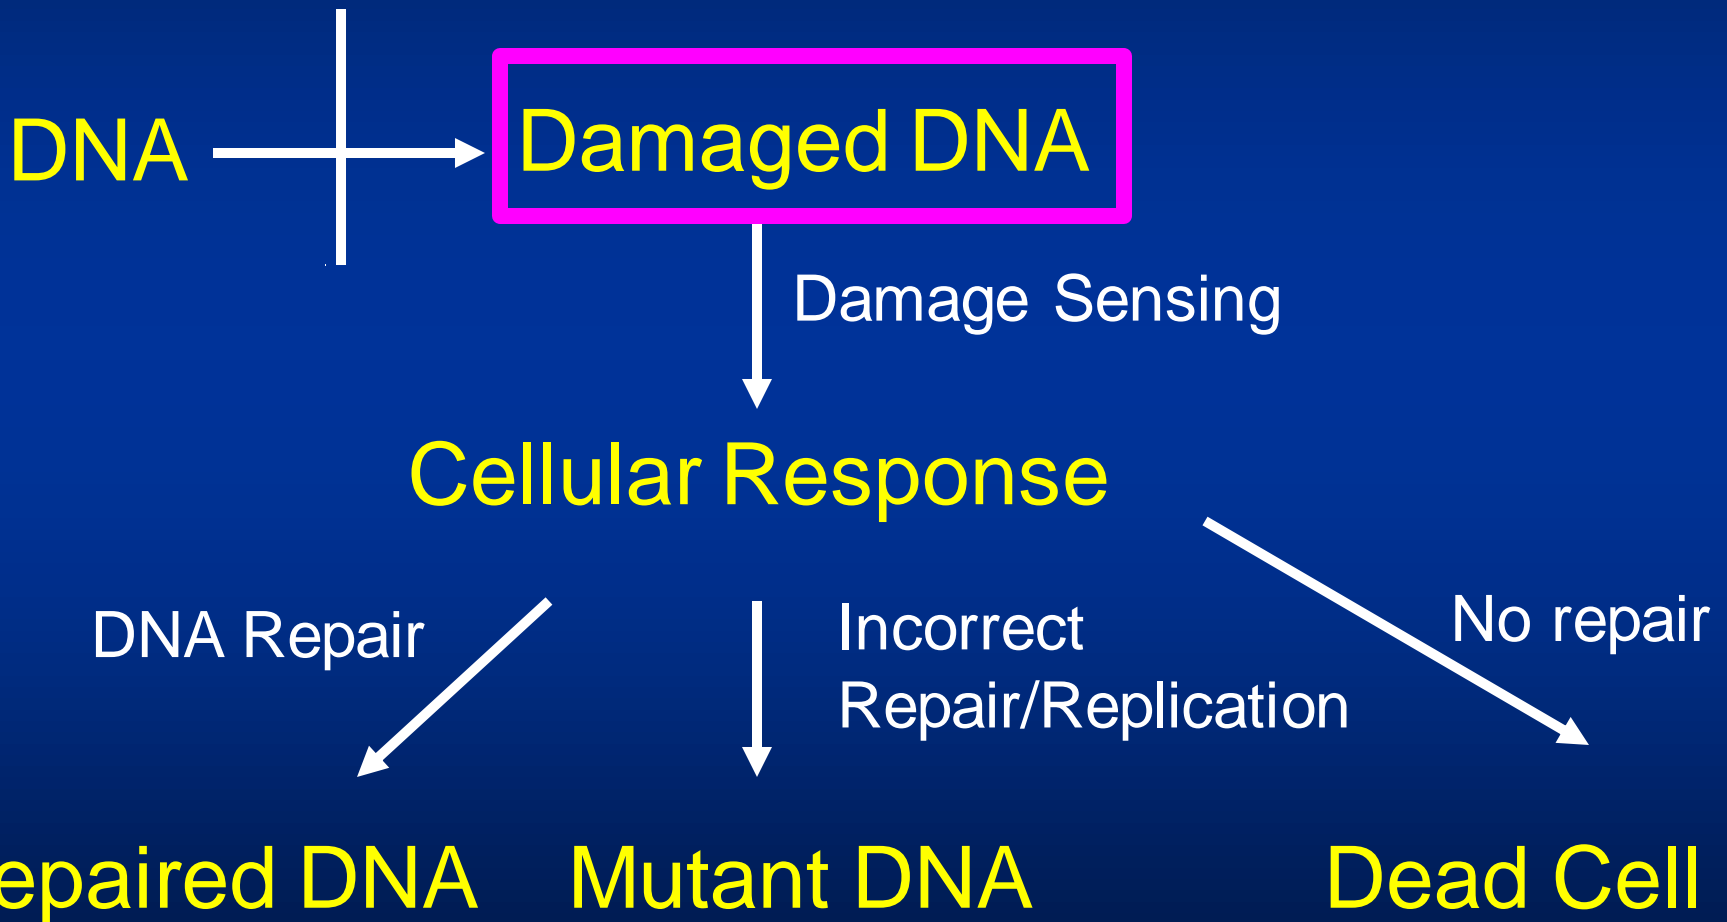 DNA
Damaged DNA
Damage Sensing
Cellular Response
DNA Repair
Incorrect
Repair/Replication
No repair
epaired DNA
Mutant DNA
Dead Cell